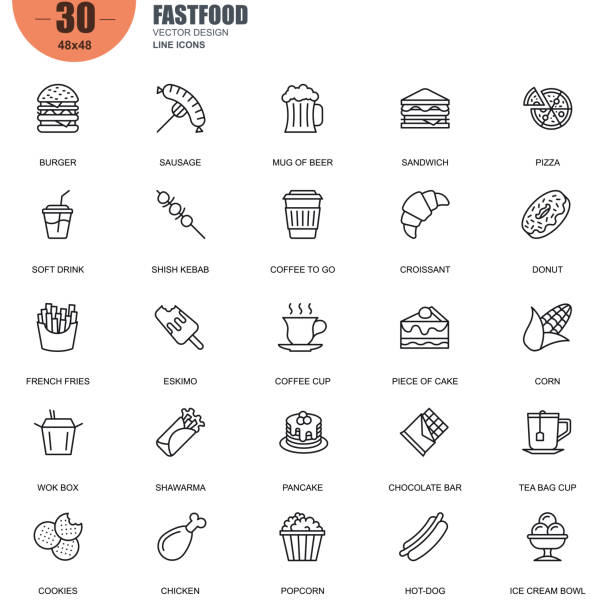 30
48x48
FASTFOOD
VECTOR DESIGN
LINE ICONS
BURGER
SAUSAGE
MUG OF BEER
SANDWICH
PIZZA
SOFT DRINK
SHISH KEBAB
COFFEE TO GO
CROISSANT
DONUT
FRENCH FRIES
ESKIMO
COFFEE CUP
PIECE OF CAKE
CORN
WOK BOX
SHAWARMA
PANCAKE
CHOCOLATE BAR
TEA BAG CUP
COOKIES
CHICKEN
POPCORN
HOT-DOG
ICE CREAM BOWL